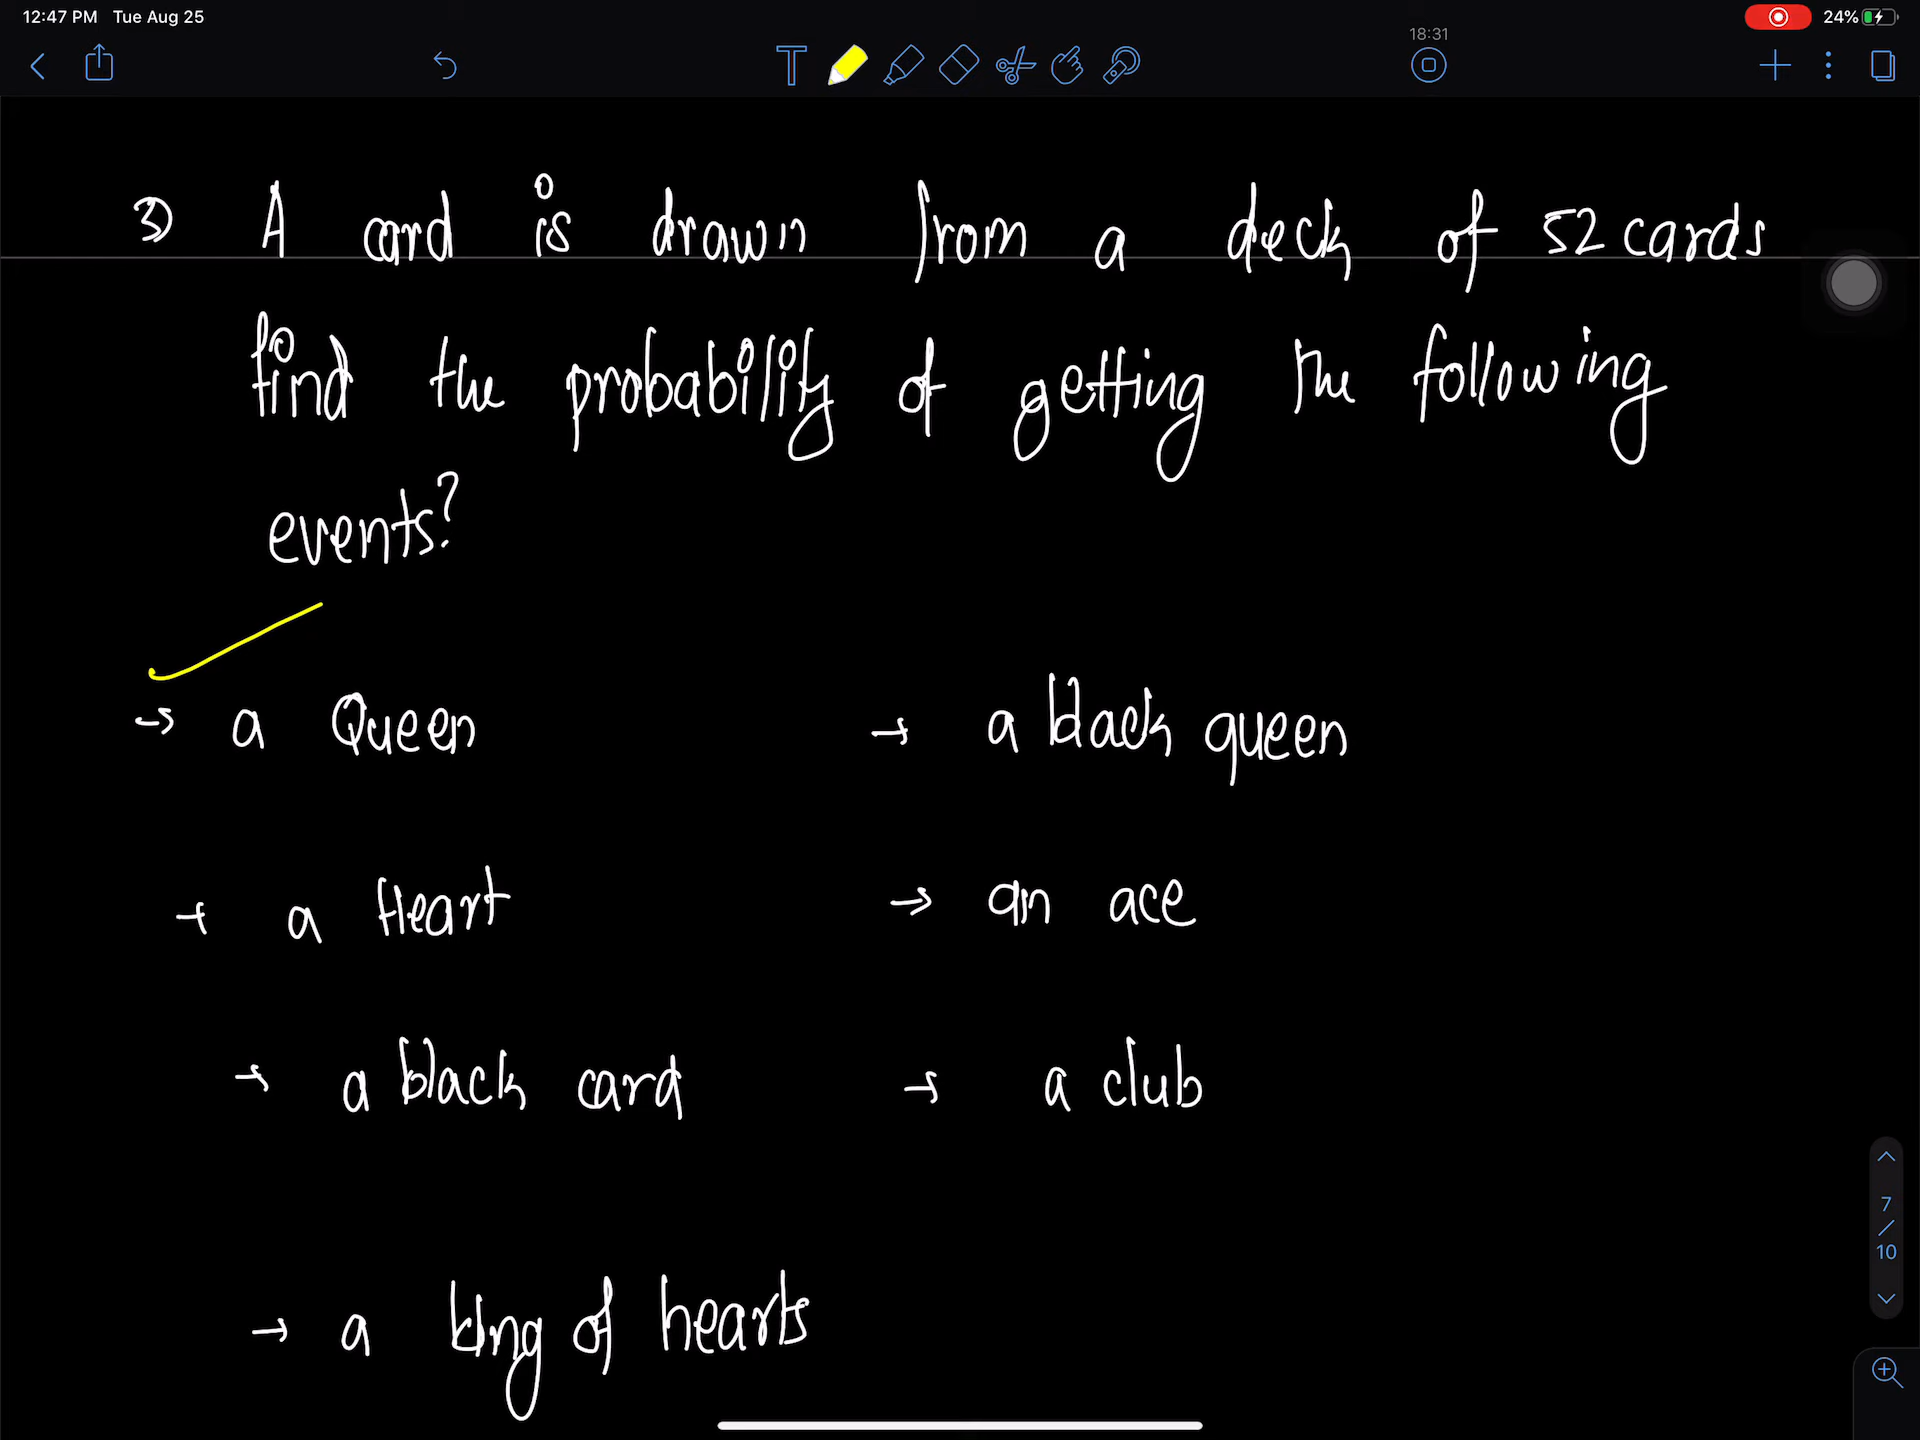 12:47 PM Tue Aug 25
24%
18:31
3) A card is drawn from a deck of 52 cards
find the probability of getting the following
events?
→ a Queen → a black queen
→ a Heart → an ace
→ a black card → a club
→ a king of hearts
7
/
10